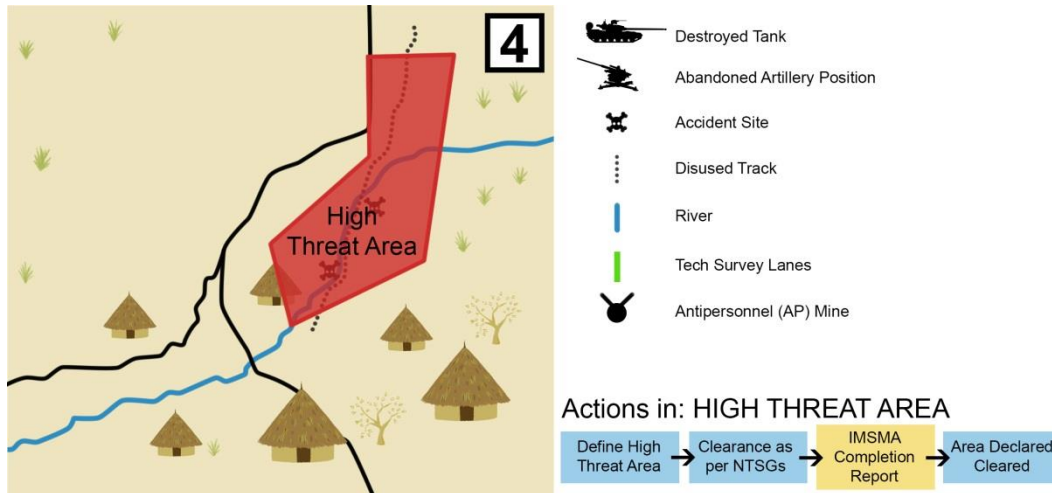 4
High
Threat Area
Destroyed Tank
Abandoned Artillery Position
Accident Site
Disused Track
River
Tech Survey Lanes
Antipersonnel (AP) Mine
Actions in: HIGH THREAT AREA
Define High
Threat Area
Clearance as
per NTSGs
IMSMA
Completion
Report
Area Declared
Cleared